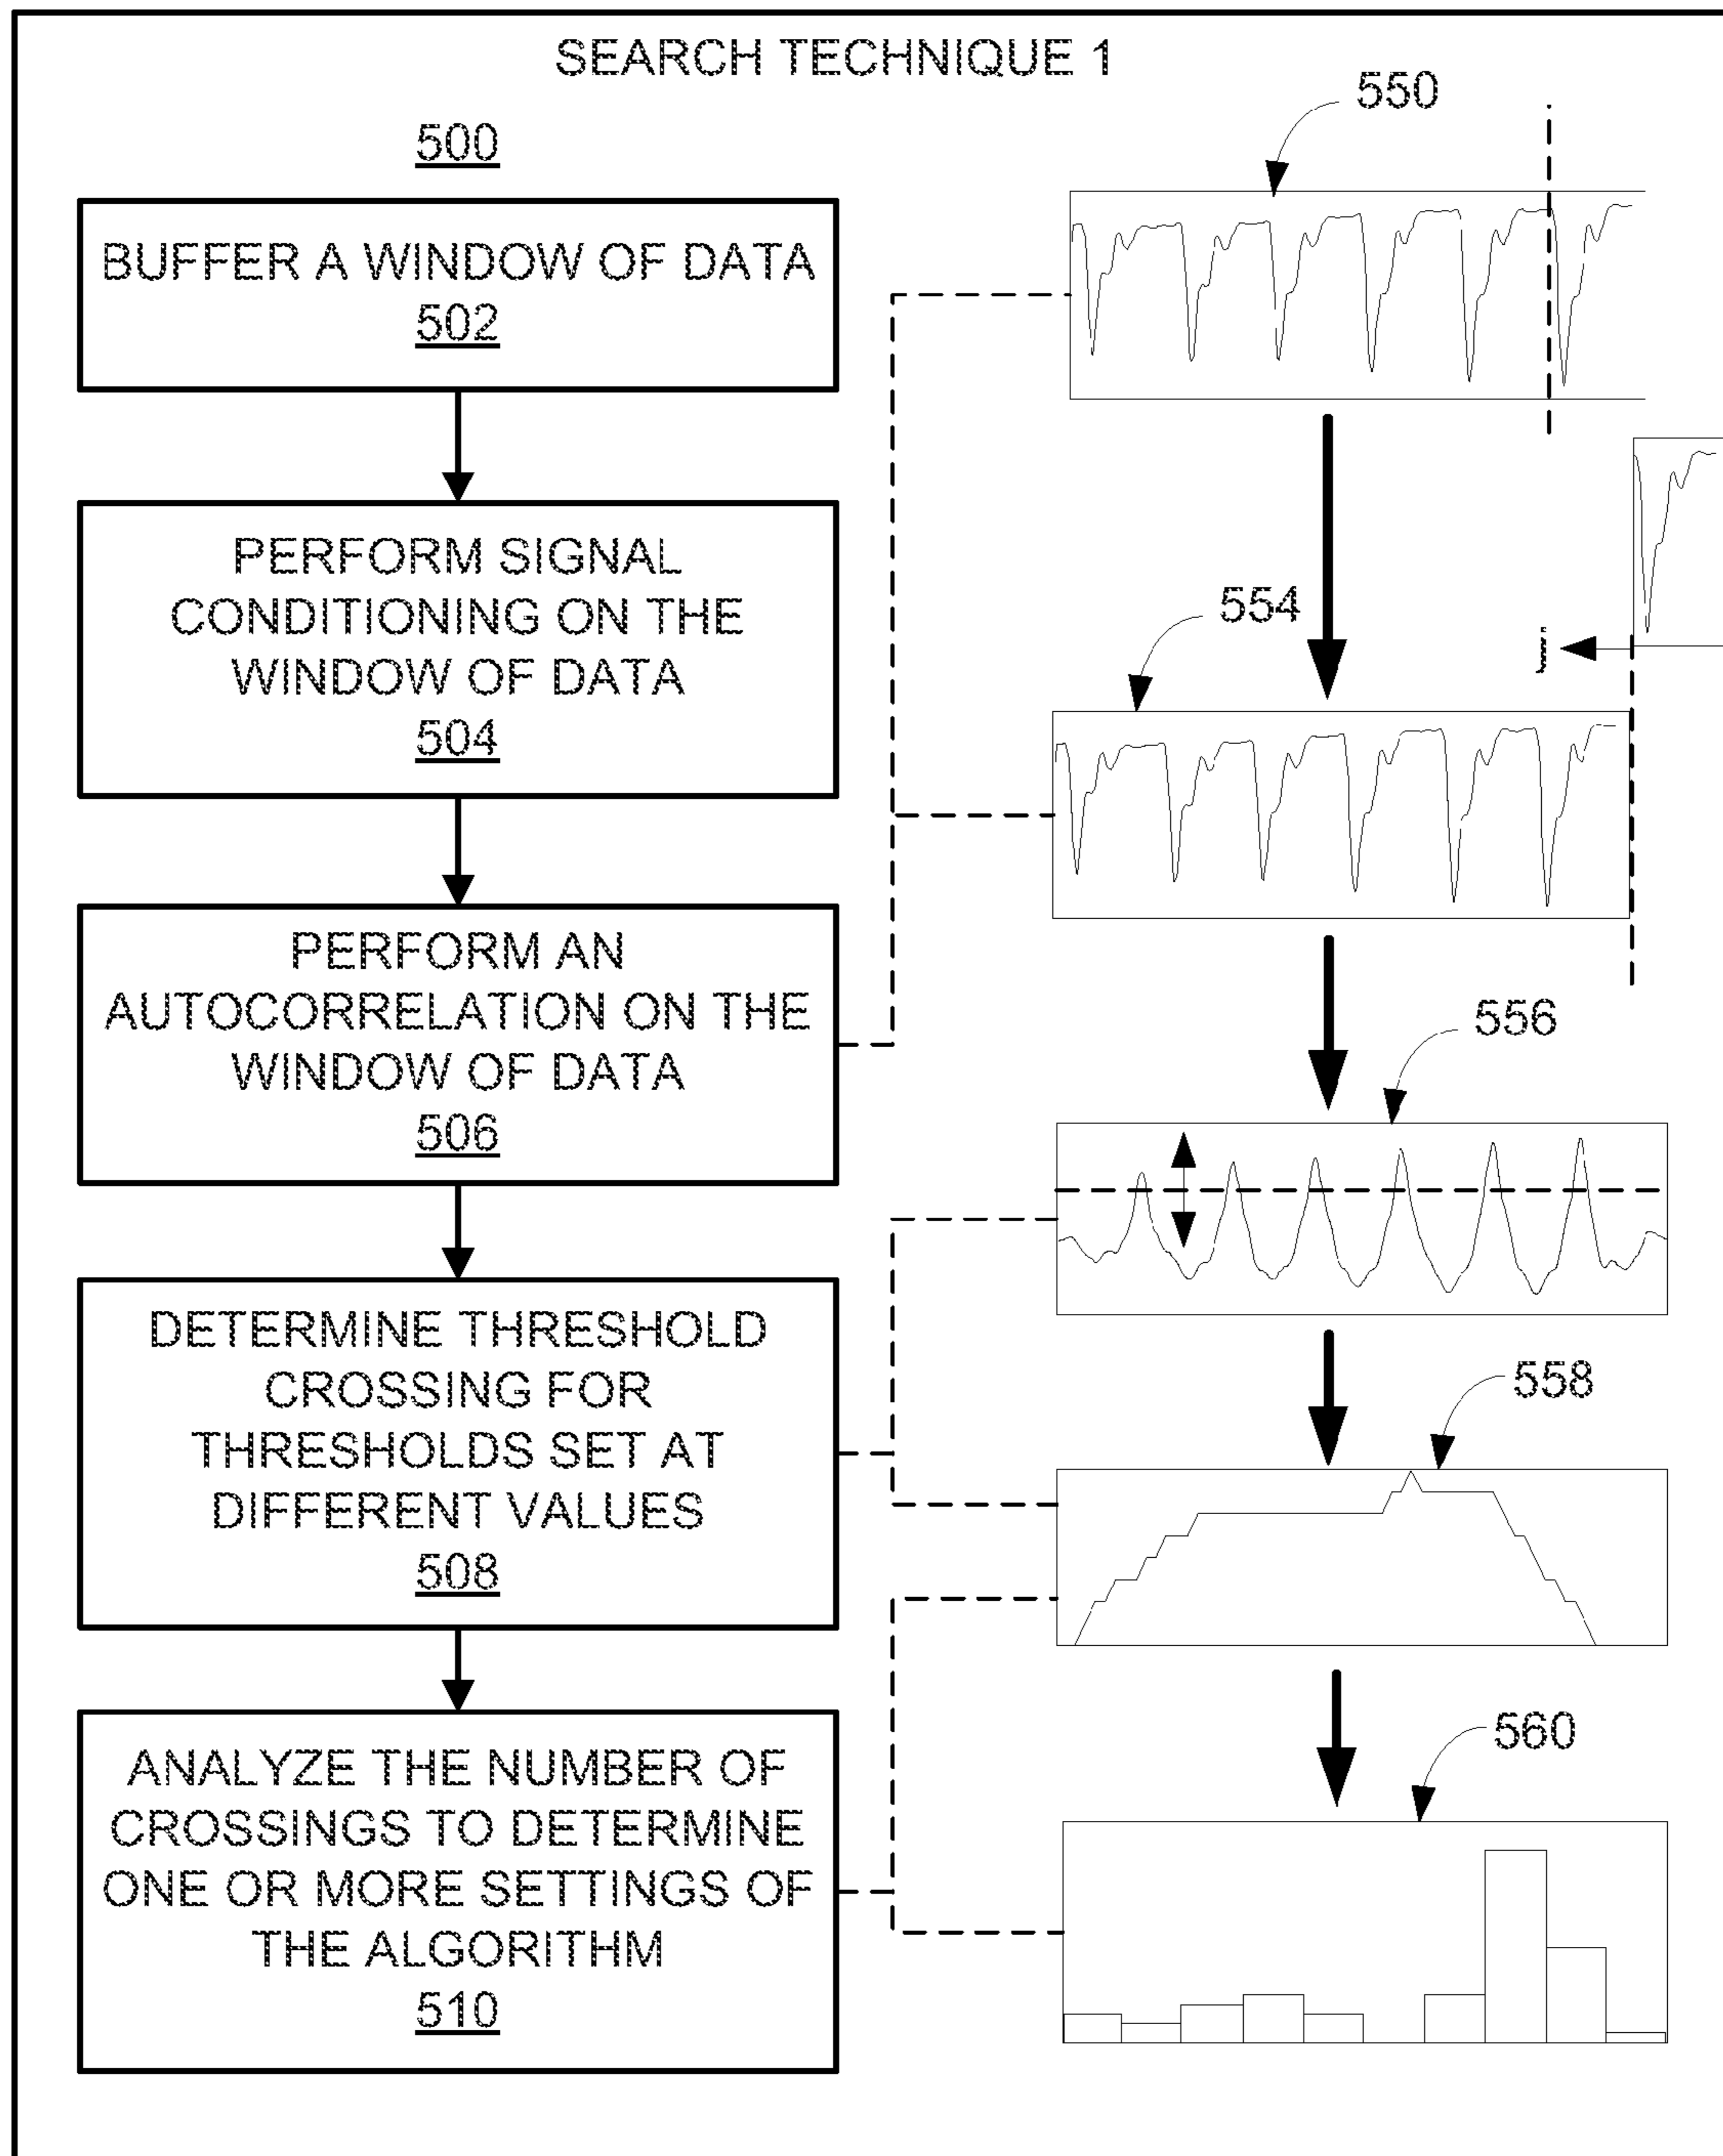 SEARCH TECHNIQUE 1
500
BUFFER A WINDOW OF DATA
502
PERFORM SIGNAL
CONDITIONING ON THE
WINDOW OF DATA
504
PERFORM AN
AUTOCORRELATION ON THE
WINDOW OF DATA
506
DETERMINE THRESHOLD
CROSSING FOR
THRESHOLDS SET AT
DIFFERENT VALUES
508
ANALYZE THE NUMBER OF
CROSSINGS TO DETERMINE
ONE OR MORE SETTINGS OF
THE ALGORITHM
510
550
554
j
556
558
560